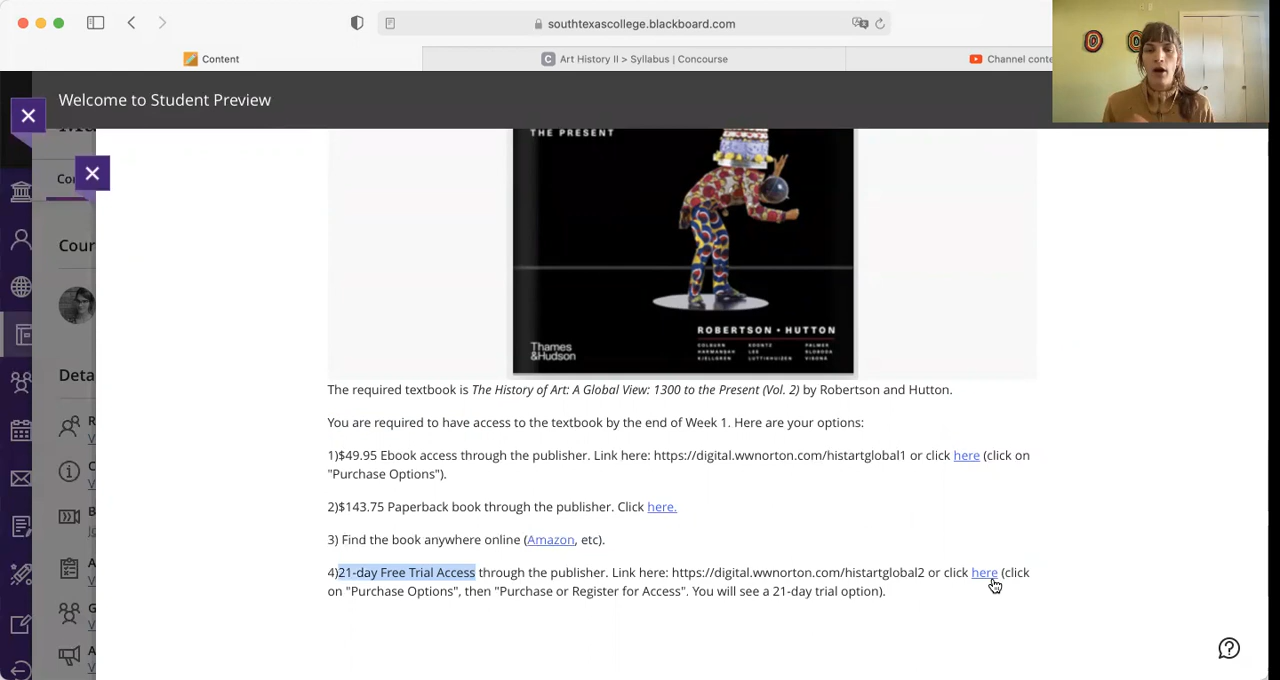 southtexascollege.blackboard.com
Content
Art History II > Syllabus | Concourse
Channel conte
Welcome to Student Preview
THE PRESENT
Cou
Cour
ROBERTSON • HUTTON
Thames
&Hudson
Deta
The required textbook is The History of Art: A Global View: 1300 to the Present (Vol. 2) by Robertson and Hutton.
You are required to have access to the textbook by the end of Week 1. Here are your options:
1)$49.95 Ebook access through the publisher. Link here: https://digital.wwnorton.com/histartglobal1 or click here (click on
"Purchase Options").
2)$143.75 Paperback book through the publisher. Click here.
3) Find the book anywhere online (Amazon, etc).
4)21-day Free Trial Access through the publisher. Link here: https://digital.wwnorton.com/histartglobal2 or click here (click
on "Purchase Options", then "Purchase or Register for Access". You will see a 21-day trial option).